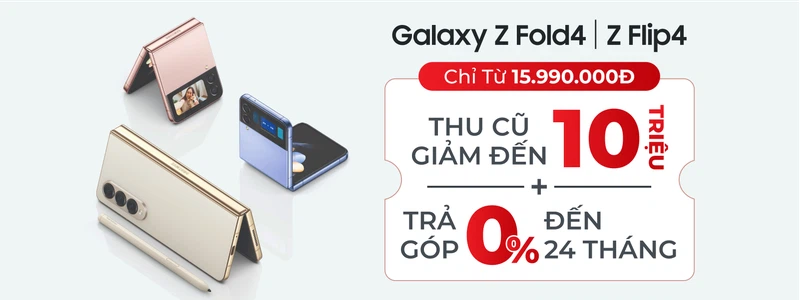 Galaxy Z Fold4 | Z Flip4
Chỉ Từ 15.990.000Đ
THU CŨ
GIẢM ĐẾN 10 TRIỆU
+
TRẢ GÓP 0% ĐẾN 24 THÁNG